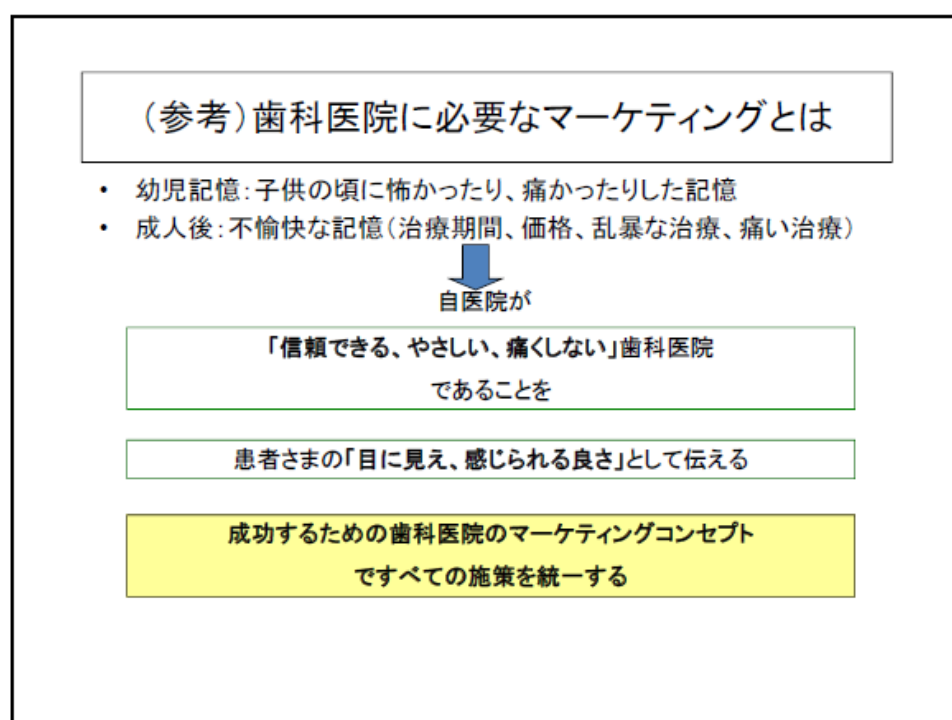 (参考)歯科医院に必要なマーケティングとは
• 幼児記憶:子供の頃に怖かったり、痛かったりした記憶
• 成人後:不愉快な記憶(治療期間、価格、乱暴な治療、痛い治療)
自医院が
「信頼できる、やさしい、痛くしない」歯科医院
であることを
患者さまの「目に見え、感じられる良さ」として伝える
成功するための歯科医院のマーケティングコンセプト
ですべての施策を統一する